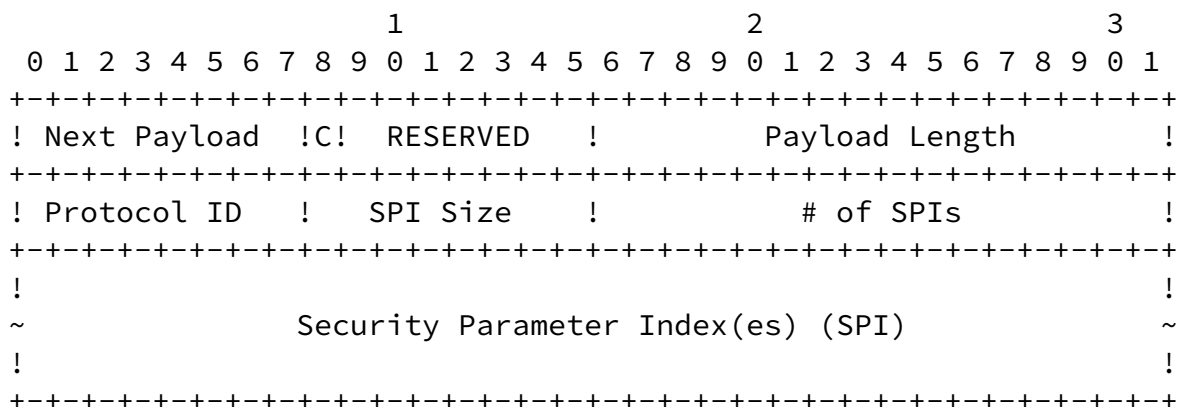 1                   2                   3
 0 1 2 3 4 5 6 7 8 9 0 1 2 3 4 5 6 7 8 9 0 1 2 3 4 5 6 7 8 9 0 1
+-+-+-+-+-+-+-+-+-+-+-+-+-+-+-+-+-+-+-+-+-+-+-+-+-+-+-+-+-+-+-+-+
! Next Payload  !C!  RESERVED   !         Payload Length        !
+-+-+-+-+-+-+-+-+-+-+-+-+-+-+-+-+-+-+-+-+-+-+-+-+-+-+-+-+-+-+-+-+
! Protocol ID   !   SPI Size    !           # of SPIs           !
+-+-+-+-+-+-+-+-+-+-+-+-+-+-+-+-+-+-+-+-+-+-+-+-+-+-+-+-+-+-+-+-+
!                                                               !
~               Security Parameter Index(es) (SPI)              ~
!                                                               !
+-+-+-+-+-+-+-+-+-+-+-+-+-+-+-+-+-+-+-+-+-+-+-+-+-+-+-+-+-+-+-+-+